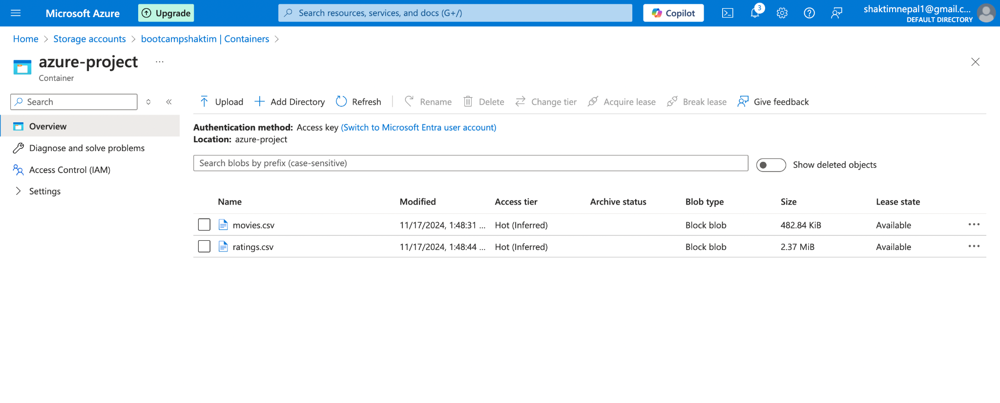 Microsoft Azure
Upgrade
Search resources, services, and docs (G+/)
Copilot
3
shaktimnepal1@gmail.c...
DEFAULT DIRECTORY
Home > Storage accounts > bootcampshaktim | Containers >
azure-project ...
Container
Search
Upload
Add Directory
Refresh
Rename
Delete
Change tier
Acquire lease
Break lease
Give feedback
Overview
Diagnose and solve problems
Access Control (IAM)
Settings
Authentication method: Access key (Switch to Microsoft Entra user account)
Location: azure-project
Search blobs by prefix (case-sensitive)
Show deleted objects
Name Modified Access tier Archive status Blob type Size Lease state
movies.csv 11/17/2024, 1:48:31 ... Hot (Inferred) Block blob 482.84 KiB Available
ratings.csv 11/17/2024, 1:48:44 ... Hot (Inferred) Block blob 2.37 MiB Available